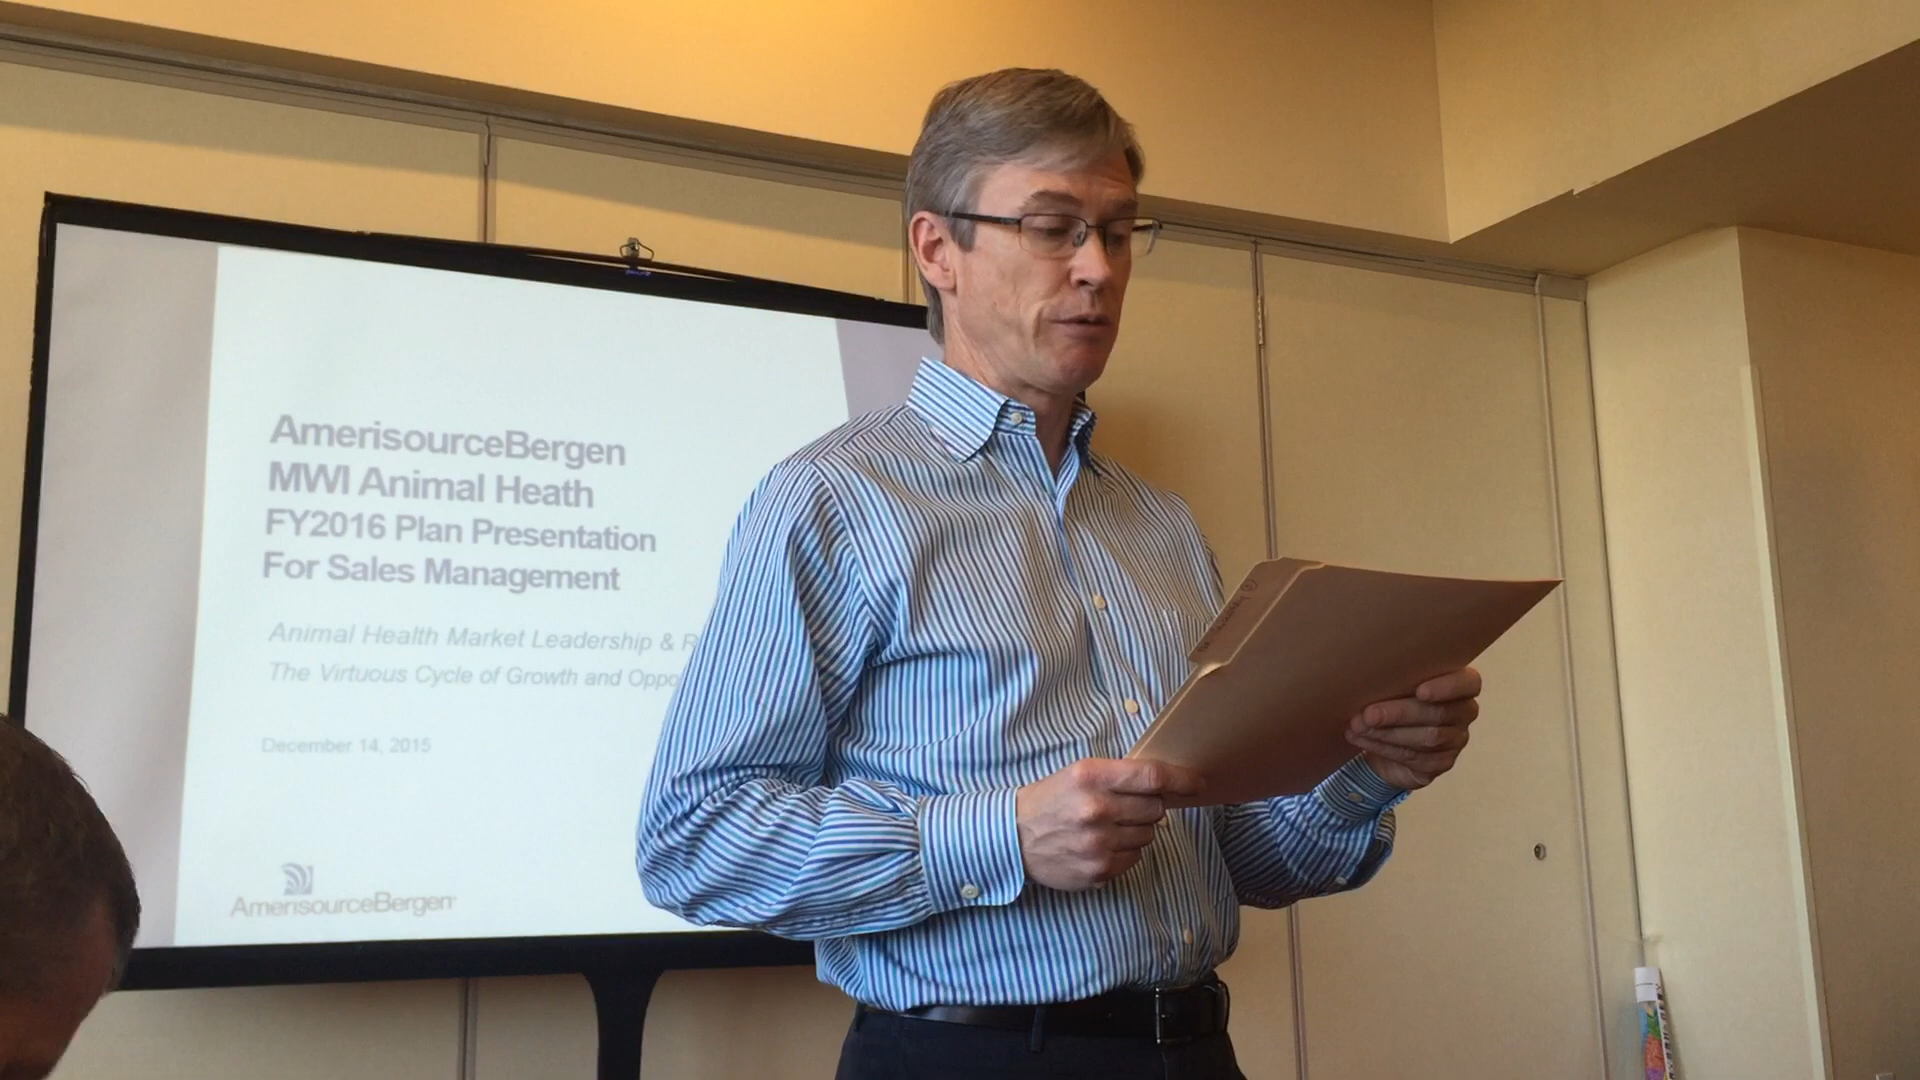 AmerisourceBergen
MWI Animal Heath
FY2016 Plan Presentation
For Sales Management
Animal Health Market Leadership & R
The Virtuous Cycle of Growth and Oppo
December 14, 2015
AmerisourceBergen